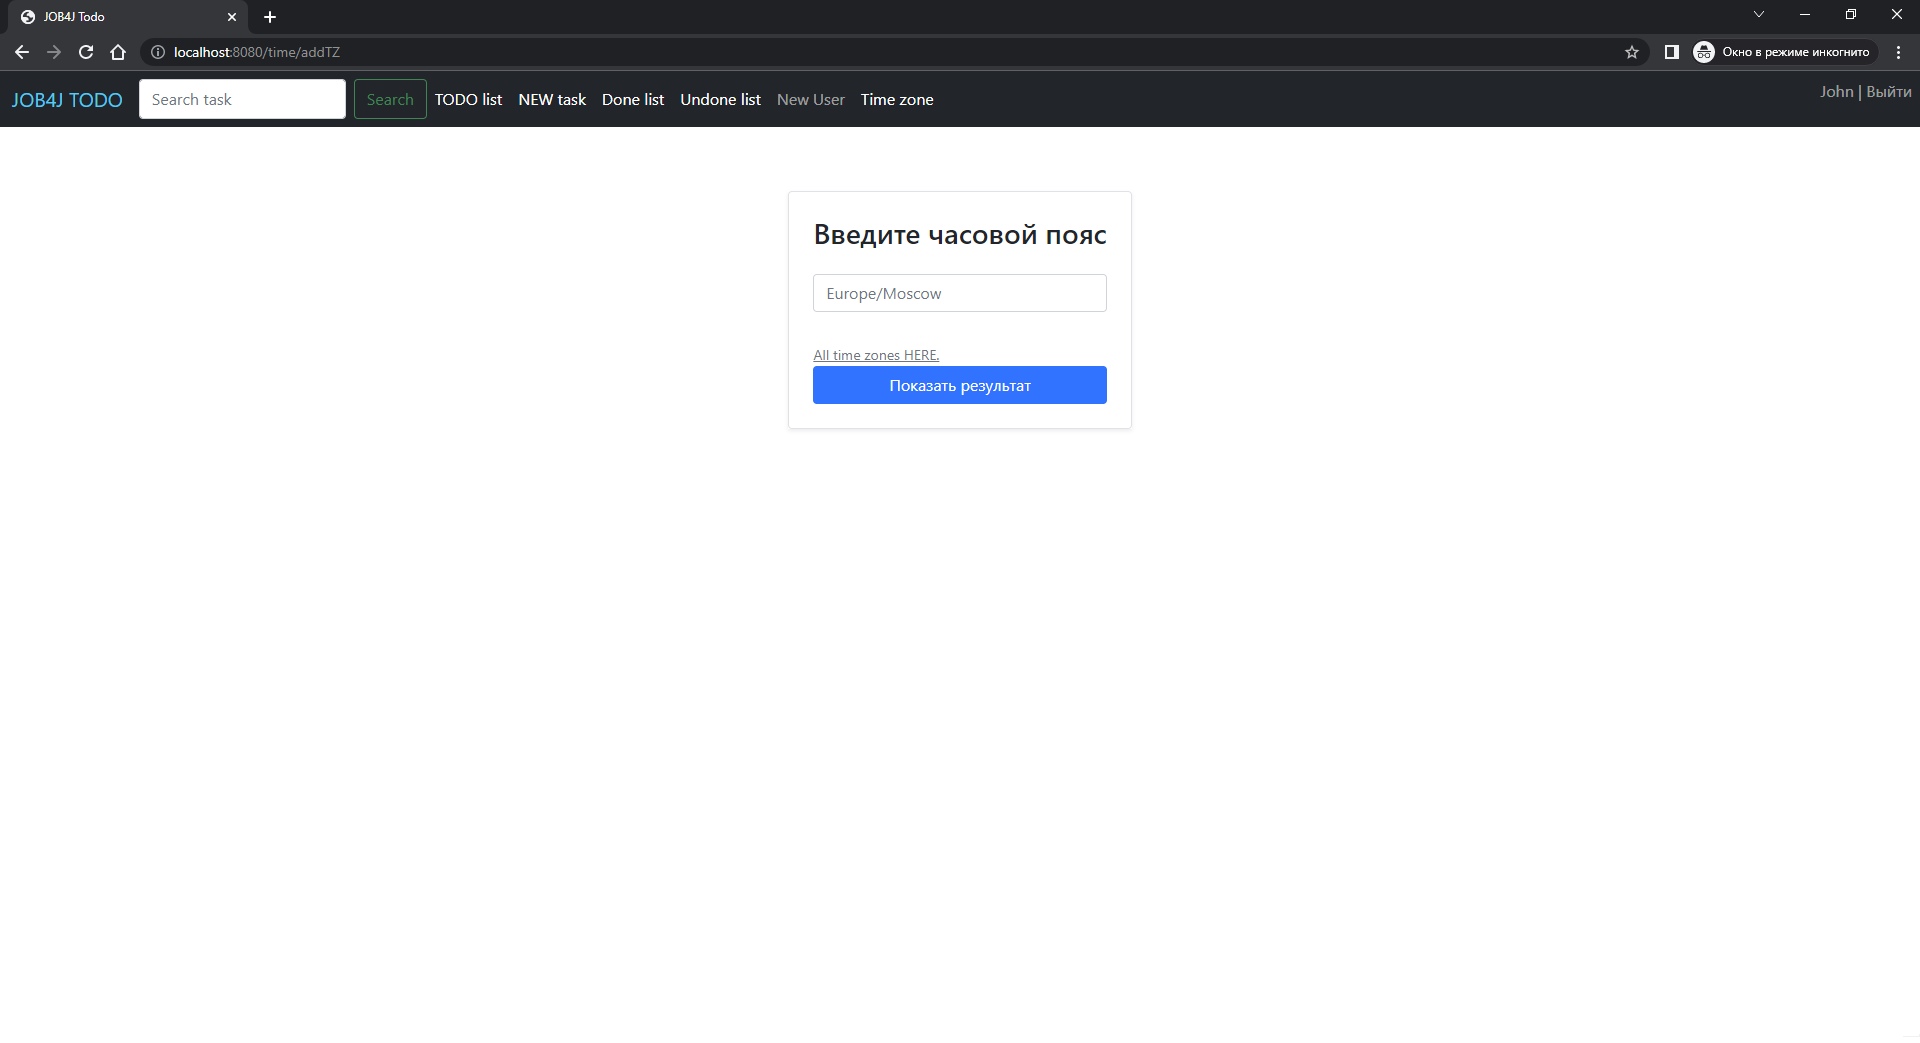 JOB4J Todo
localhost:8080/time/addTZ
Окно в режиме инкогнито
JOB4J TODO Search task Search TODO list NEW task Done list Undone list New User Time zone John | Выйти
Введите часовой пояс
Europe/Moscow
All time zones HERE.
Показать результат